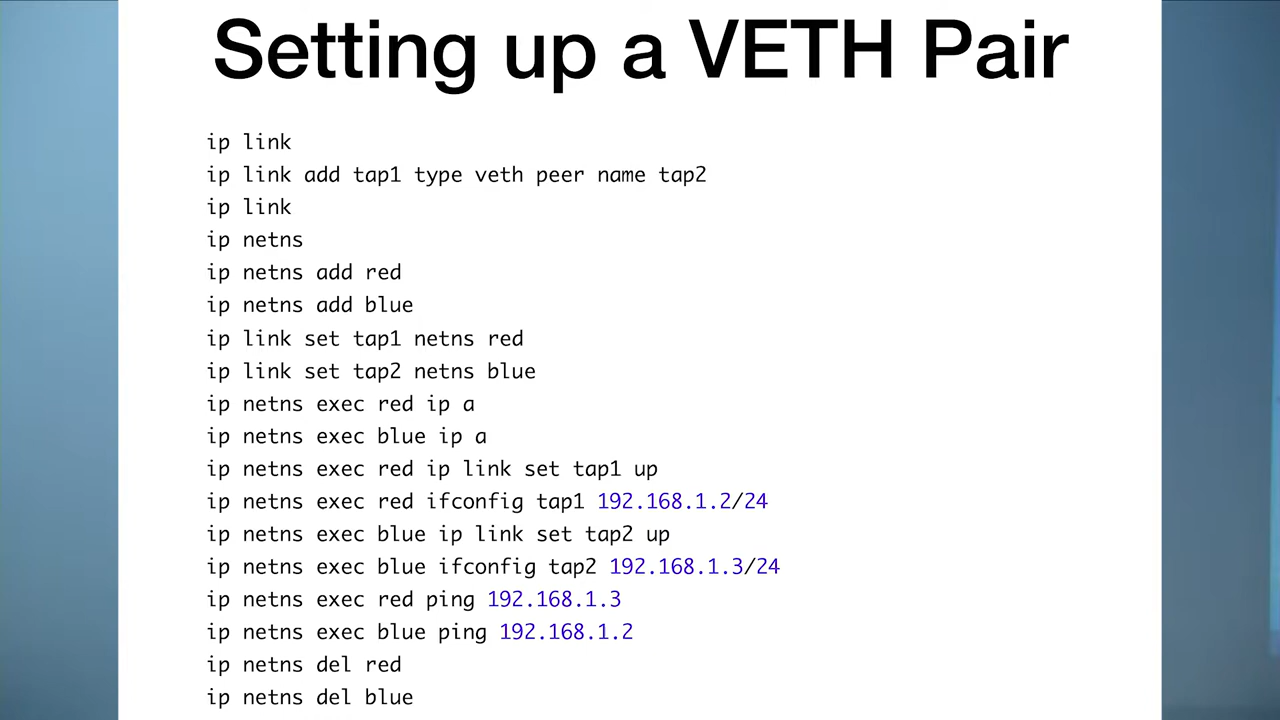 Setting up a VETH Pair
ip link
ip link add tap1 type veth peer name tap2
ip link
ip netns
ip netns add red
ip netns add blue
ip link set tap1 netns red
ip link set tap2 netns blue
ip netns exec red ip a
ip netns exec blue ip a
ip netns exec red ip link set tap1 up
ip netns exec red ifconfig tap1 192.168.1.2/24
ip netns exec blue ip link set tap2 up
ip netns exec blue ifconfig tap2 192.168.1.3/24
ip netns exec red ping 192.168.1.3
ip netns exec blue ping 192.168.1.2
ip netns del red
ip netns del blue